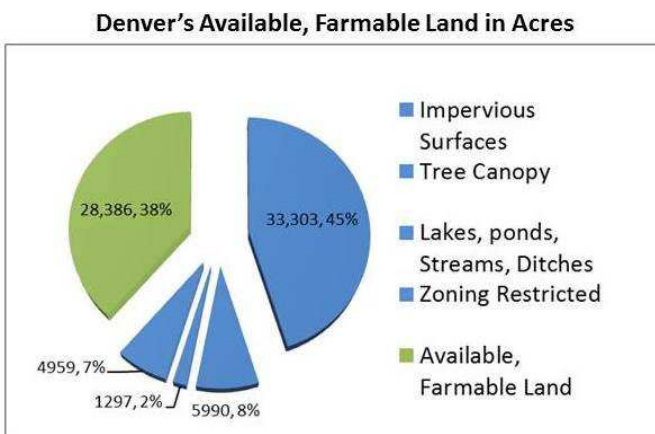 Denver's Available, Farmable Land in Acres
28,386, 38%
33,303, 45%
4959, 7%
1297, 2%
5990, 8%
Impervious
Surfaces
Tree Canopy
Lakes, ponds,
Streams, Ditches
Zoning Restricted
Available,
Farmable Land